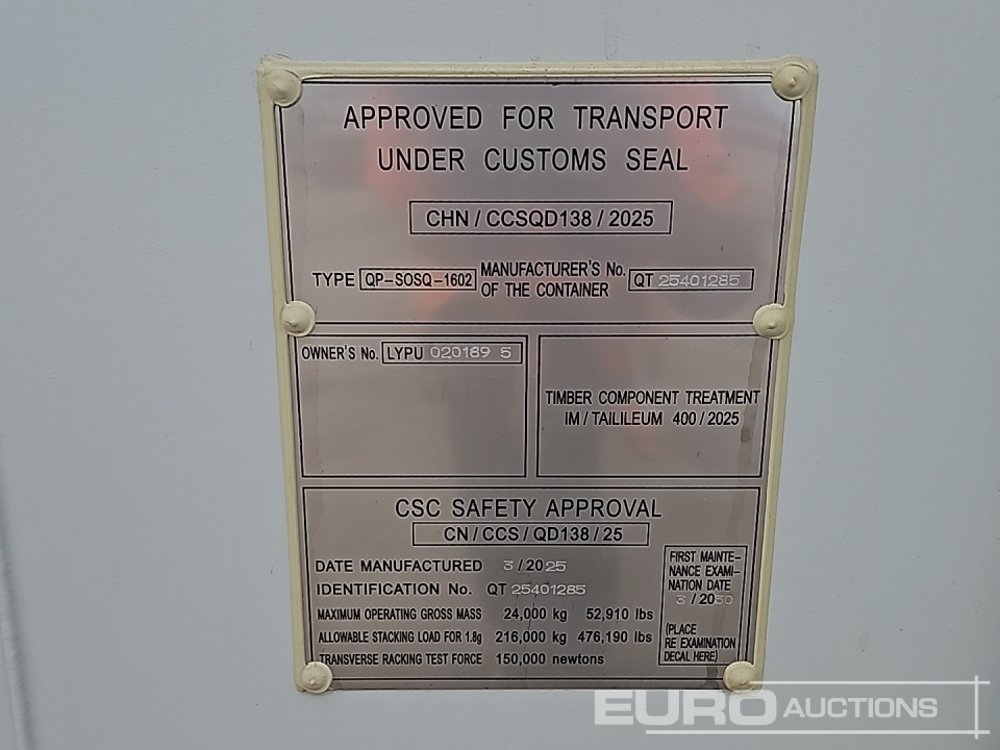 APPROVED FOR TRANSPORT
UNDER CUSTOMS SEAL
CHN / CCSQD138 / 2025
TYPE QP-SOSQ-1602 MANUFACTURER'S No. OF THE CONTAINER QT 25401285
OWNER'S No. LYPU 020189 5
TIMBER COMPONENT TREATMENT
IM / TAILILEUM 400 / 2025
CSC SAFETY APPROVAL
CN / CCS / QD138 / 25
DATE MANUFACTURED 3 / 2025
IDENTIFICATION No. QT 25401285
MAXIMUM OPERATING GROSS MASS 24,000 kg 52,910 lbs
ALLOWABLE STACKING LOAD FOR 1.8g 216,000 kg 476,190 lbs
TRANSVERSE RACKING TEST FORCE 150,000 newtons
FIRST MAINTE-
NANCE EXAMI-
NATION DATE
3 / 2030
(PLACE
RE EXAMINATION
DECAL HERE)
EURO AUCTIONS